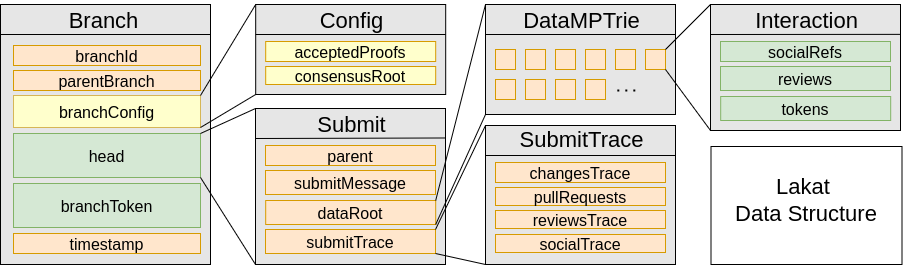 Branch
branchId
parentBranch
branchConfig
head
branchToken
timestamp
Config
acceptedProofs
consensusRoot
Submit
parent
submitMessage
dataRoot
submitTrace
DataMPTrie
...
SubmitTrace
changesTrace
pullRequests
reviewsTrace
socialTrace
Interaction
socialRefs
reviews
tokens
Lakat
Data Structure